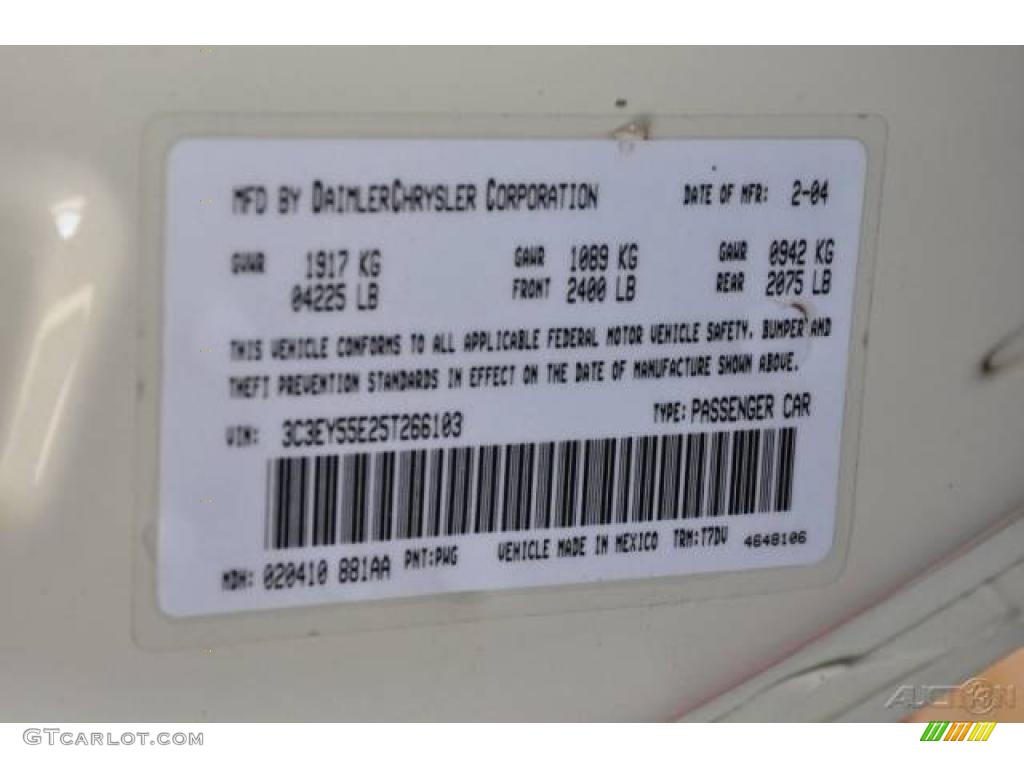 MFD BY DAIMLERCHRYSLER CORPORATION DATE OF MFR: 2-04
GVWR 1917 KG GAWR 1089 KG GAWR 0942 KG
04225 LB FRONT 2400 LB REAR 2075 LB
THIS VEHICLE CONFORMS TO ALL APPLICABLE FEDERAL MOTOR VEHICLE SAFETY, BUMPER AND
THEFT PREVENTION STANDARDS IN EFFECT ON THE DATE OF MANUFACTURE SHOWN ABOVE.
VIN: 3C3EY55E25T266103 TYPE: PASSENGER CAR
MDH: 020410 881AA PNT:PWG VEHICLE MADE IN MEXICO TRM:T7DV 4648106
AUCTION
GTCARLOT.COM